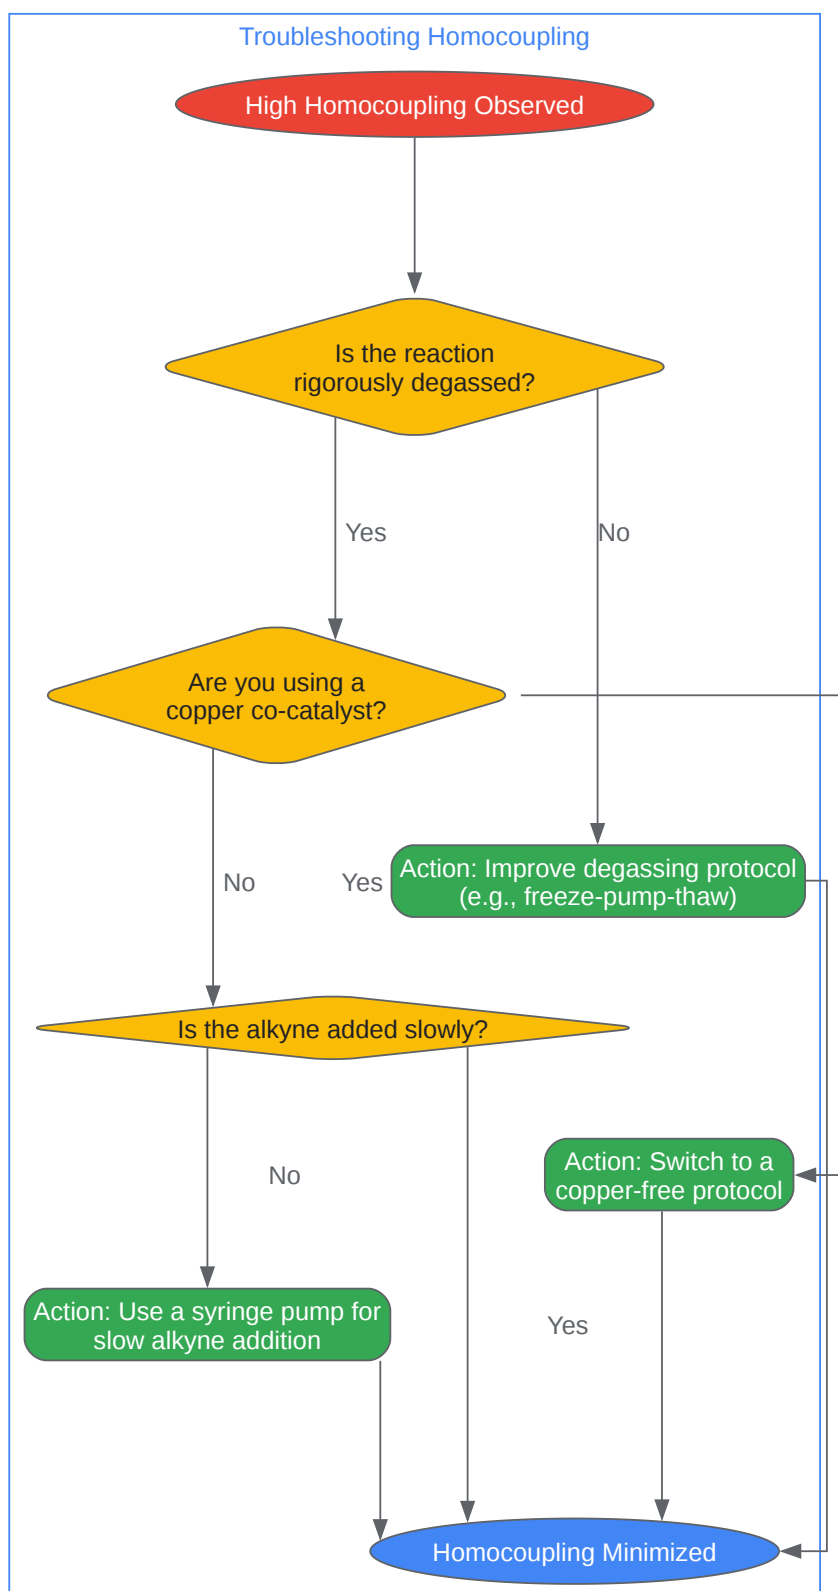 Troubleshooting Homocoupling
High Homocoupling Observed
Is the reaction
rigorously degassed?
Yes
No
Are you using a
copper co-catalyst?
No
Yes
Action: Improve degassing protocol
(e.g., freeze-pump-thaw)
Is the alkyne added slowly?
No
Action: Switch to a
copper-free protocol
Action: Use a syringe pump for
slow alkyne addition
Yes
Homocoupling Minimized